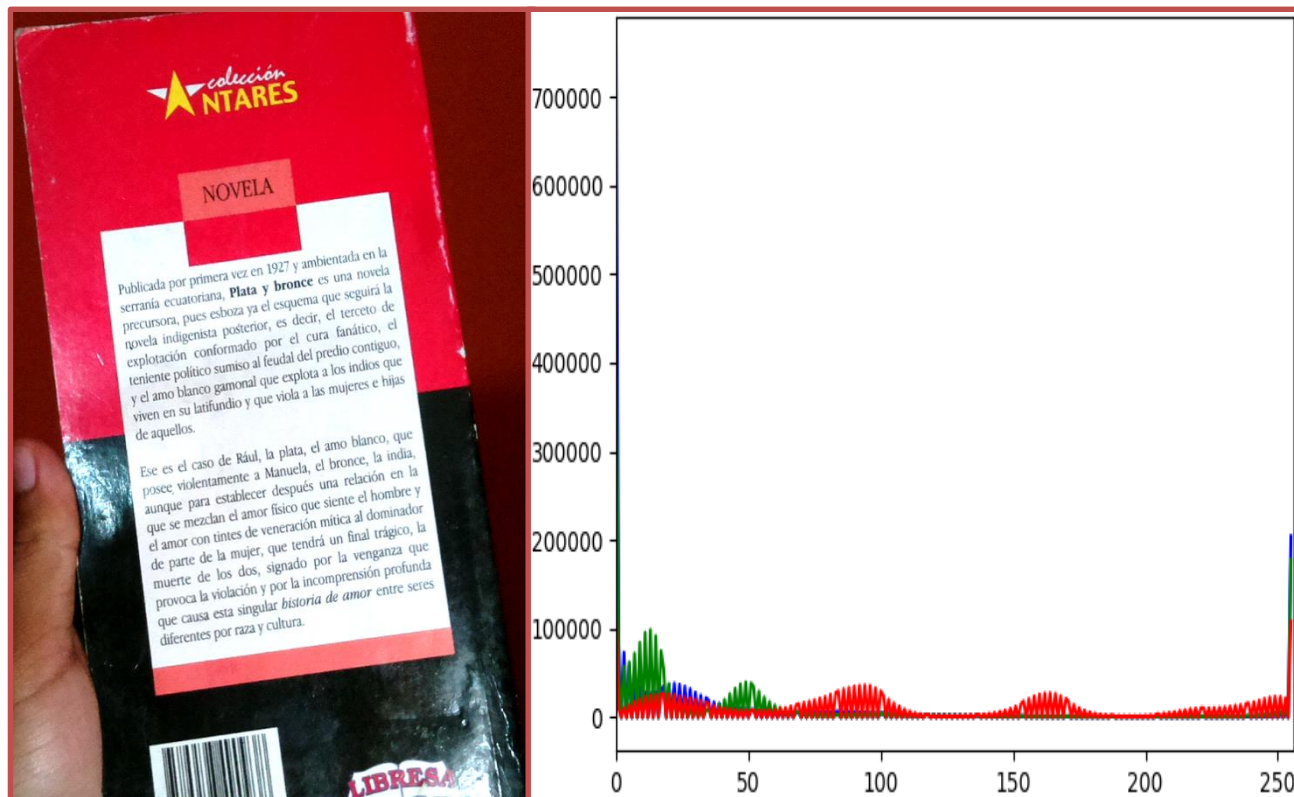 colección
ANTARES
NOVELA
Publicada por primera vez en 1927 y ambientada en la
serranía ecuatoriana, Plata y bronce es una novela
precursora, pues esboza ya el esquema que seguirá la
novela indigenista posterior, es decir, el terceto de
explotación conformado por el cura fanático, el
teniente político sumiso al feudal del predio contiguo,
y el amo blanco gamonal que explota a los indios que
viven en su latifundio y que viola a las mujeres e hijas
de aquellos.
Ese es el caso de Rául, la plata, el amo blanco, que
posee violentamente a Manuela, el bronce, la india,
aunque para establecer después una relación en la
que se mezclan el amor físico que siente el hombre y
el amor con tintes de veneración mítica al dominador
de parte de la mujer, que tendrá un final trágico, la
muerte de los dos, signado por la venganza que
provoca la violación y por la incomprensión profunda
que causa esta singular historia de amor entre seres
diferentes por raza y cultura.
LIBRESA
700000
600000
500000
400000
300000
200000
100000
0
0 50 100 150 200 250